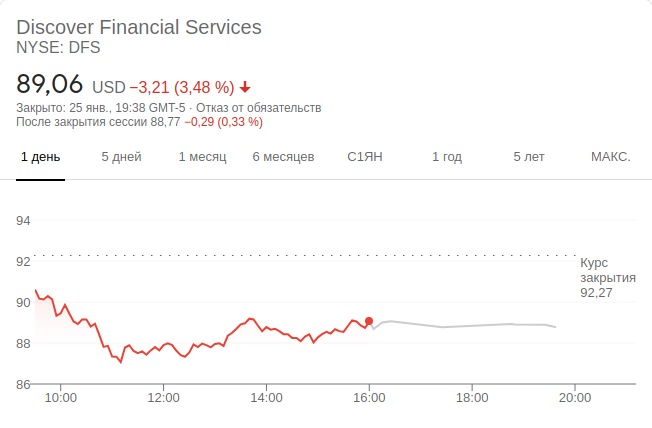 Discover Financial Services
NYSE: DFS
89,06 USD −3,21 (3,48 %)
Закрыто: 25 янв., 19:38 GMT-5 · Отказ от обязательств
После закрытия сессии 88,77 −0,29 (0,33 %)
1 день 5 дней 1 месяц 6 месяцев С1ЯН 1 год 5 лет МАКС.
94
92
Курс
закрытия
92,27
90
88
86
10:00 12:00 14:00 16:00 18:00 20:00